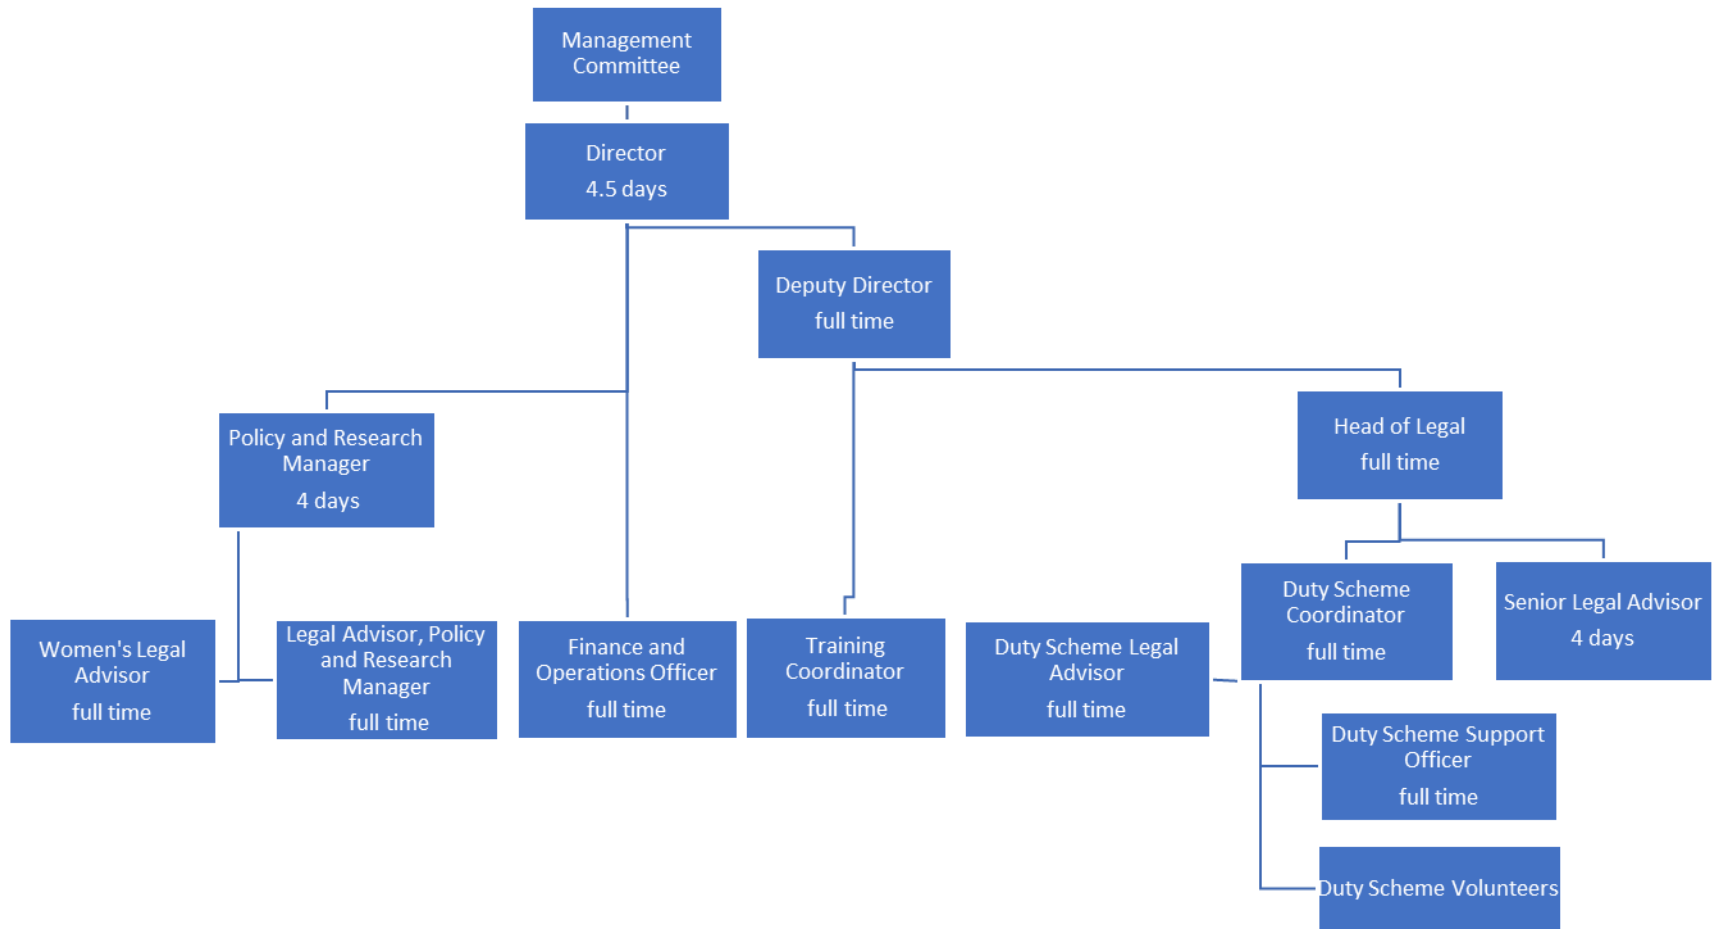 Management
Committee
Director
4.5 days
Deputy Director
full time
Policy and Research
Manager
4 days
Head of Legal
full time
Duty Scheme
Coordinator
full time
Senior Legal Advisor
4 days
Women's Legal
Advisor
full time
Legal Advisor, Policy
and Research
Manager
full time
Finance and
Operations Officer
full time
Training
Coordinator
full time
Duty Scheme Legal
Advisor
full time
Duty Scheme Support
Officer
full time
Duty Scheme Volunteers